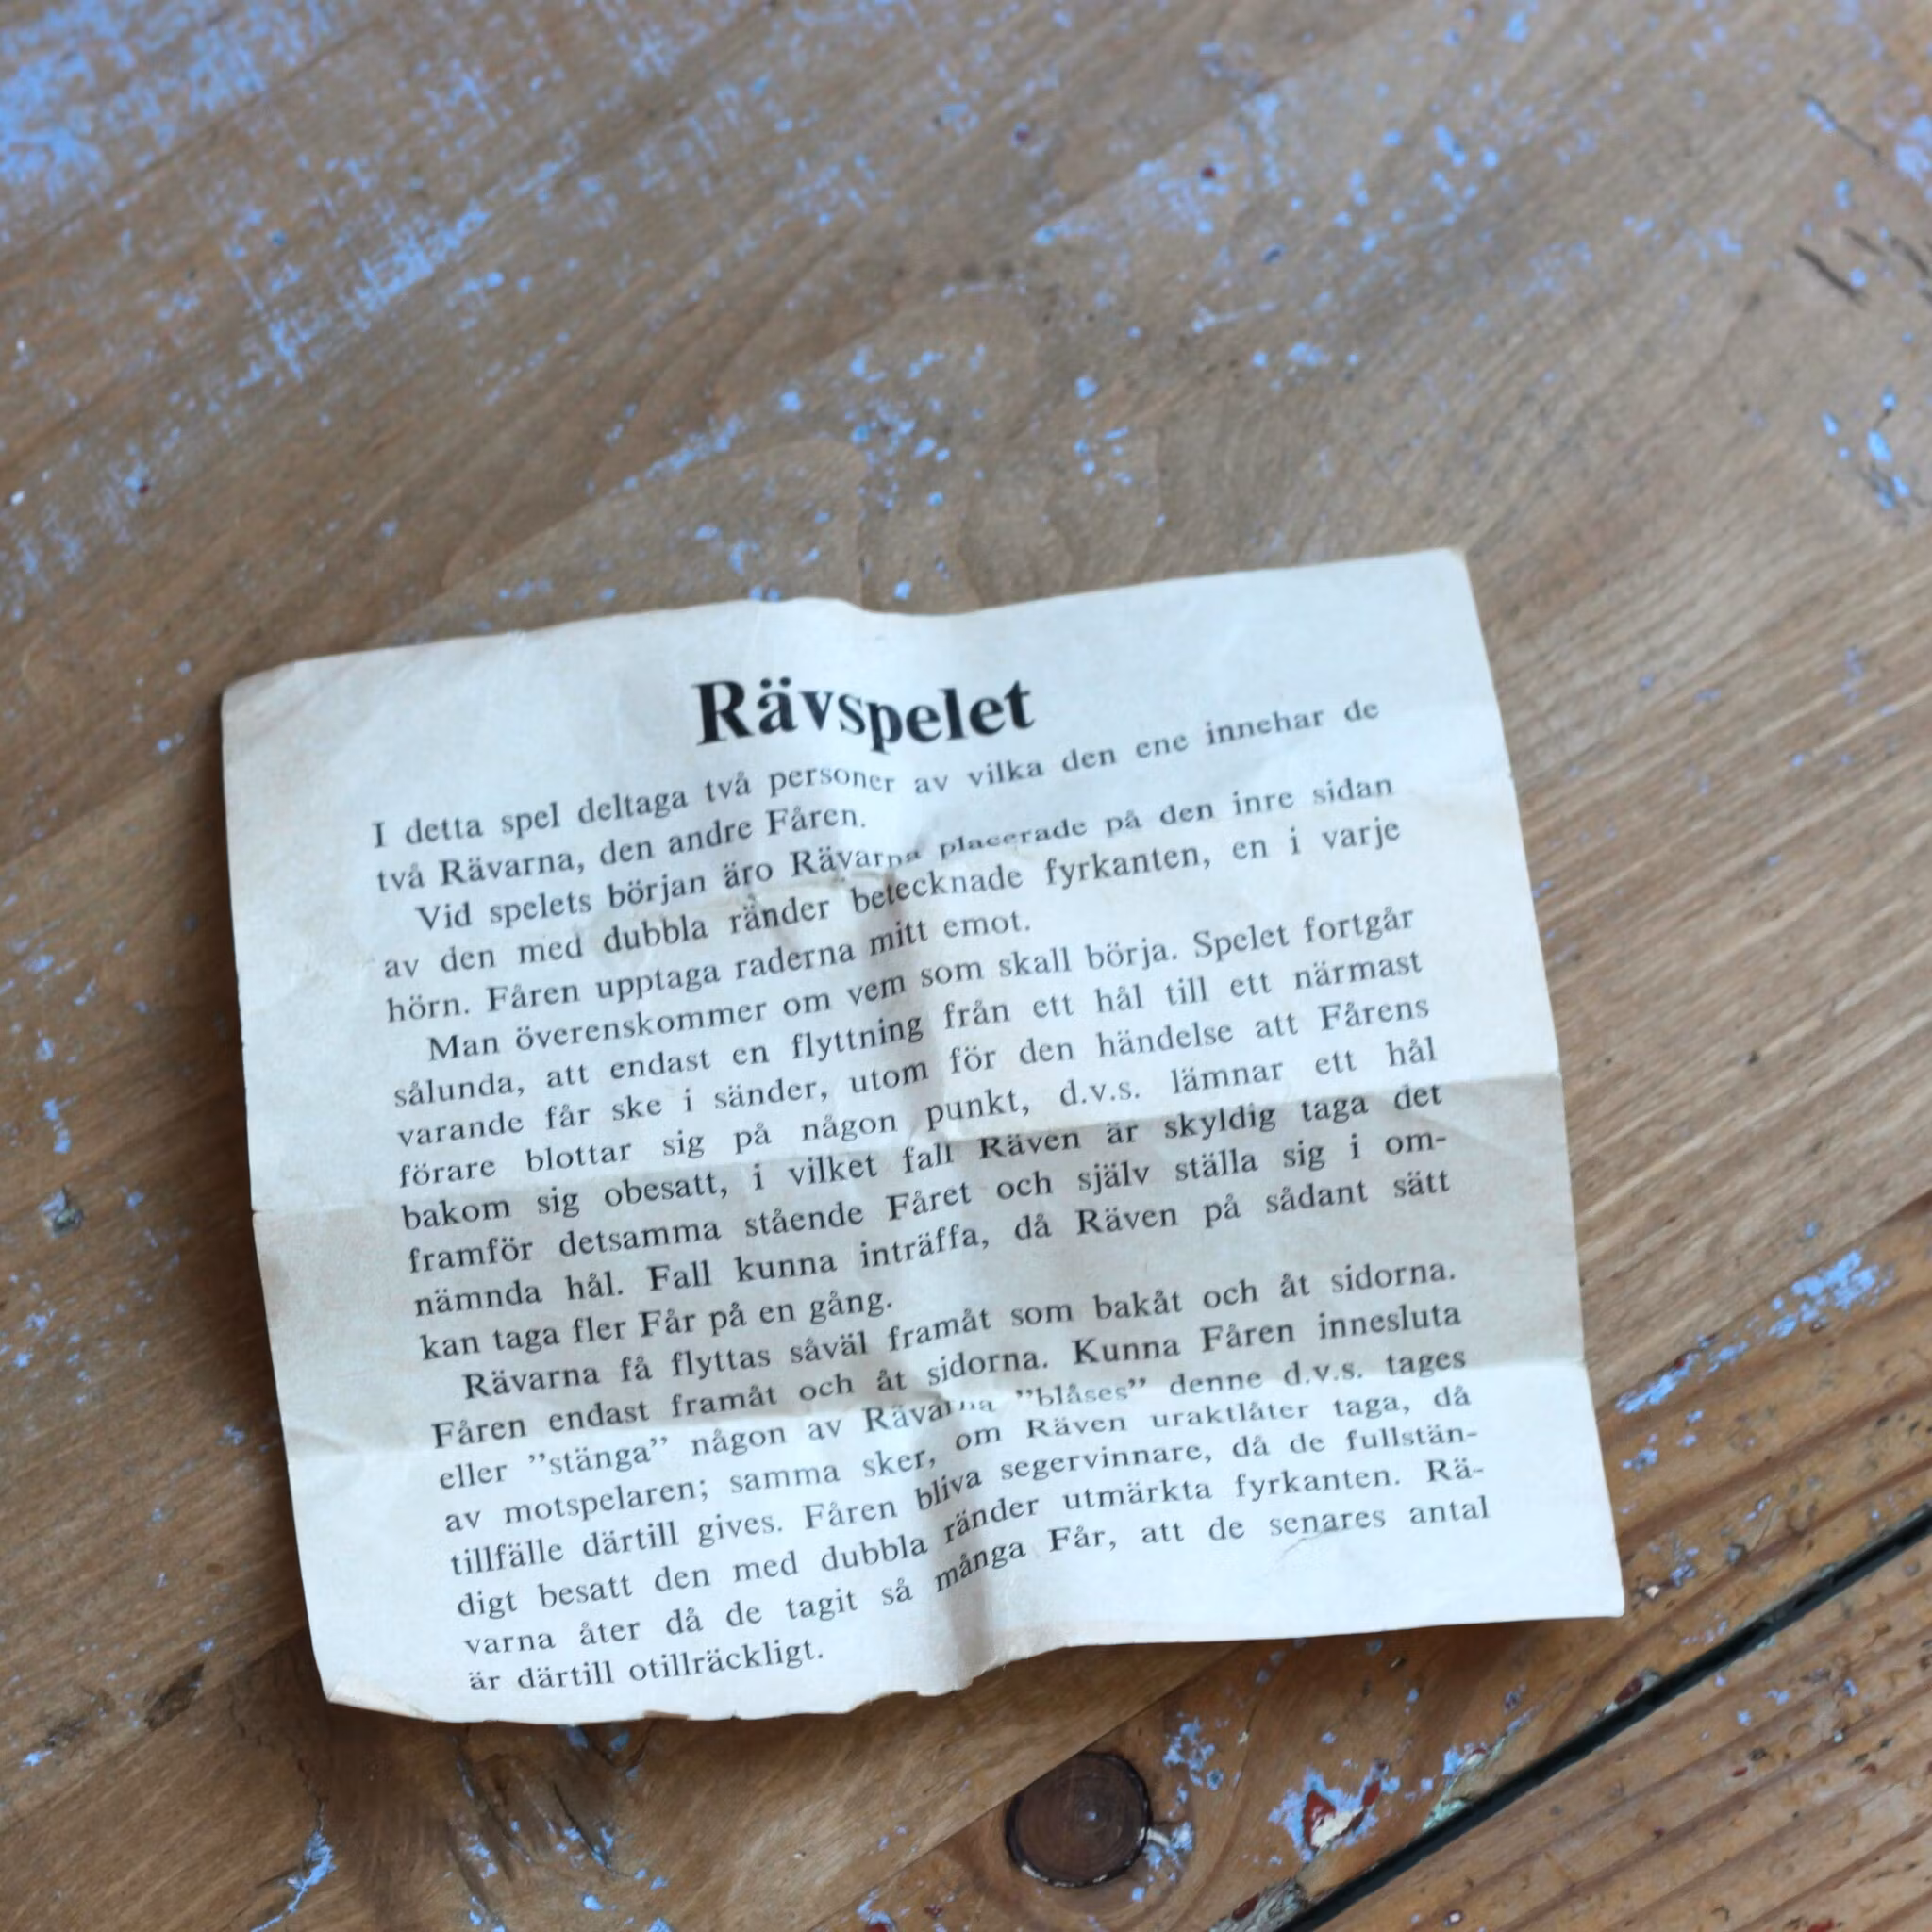 Rävspelet
I detta spel deltaga två personer av vilka den ene innehar de
två Rävarna, den andre Fåren.
Vid spelets början äro Rävarna placerade på den inre sidan
av den med dubbla ränder betecknade fyrkanten, en i varje
hörn. Fåren upptaga raderna mitt emot.
Man överenskommer om vem som skall börja. Spelet fortgår
sålunda, att endast en flyttning från ett hål till ett närmast
varande får ske i sänder, utom för den händelse att Fårens
förare blottar sig på någon punkt, d.v.s. lämnar ett hål
bakom sig obesatt, i vilket fall Räven är skyldig taga det
framför detsamma stående Fåret och själv ställa sig i om-
nämnda hål. Fall kunna inträffa, då Räven på sådant sätt
kan taga fler Får på en gång.
Rävarna få flyttas såväl framåt som bakåt och åt sidorna.
Fåren endast framåt och åt sidorna. Kunna Fåren innesluta
eller ”stänga” någon av Rävarna ”blåses” denne d.v.s. tages
av motspelaren; samma sker, om Räven uraktlåter taga, då
tillfälle därtill gives. Fåren bliva segervinnare, då de fullstän-
digt besatt den med dubbla ränder utmärkta fyrkanten. Rä-
varna åter då de tagit så många Får, att de senares antal
är därtill otillräckligt.